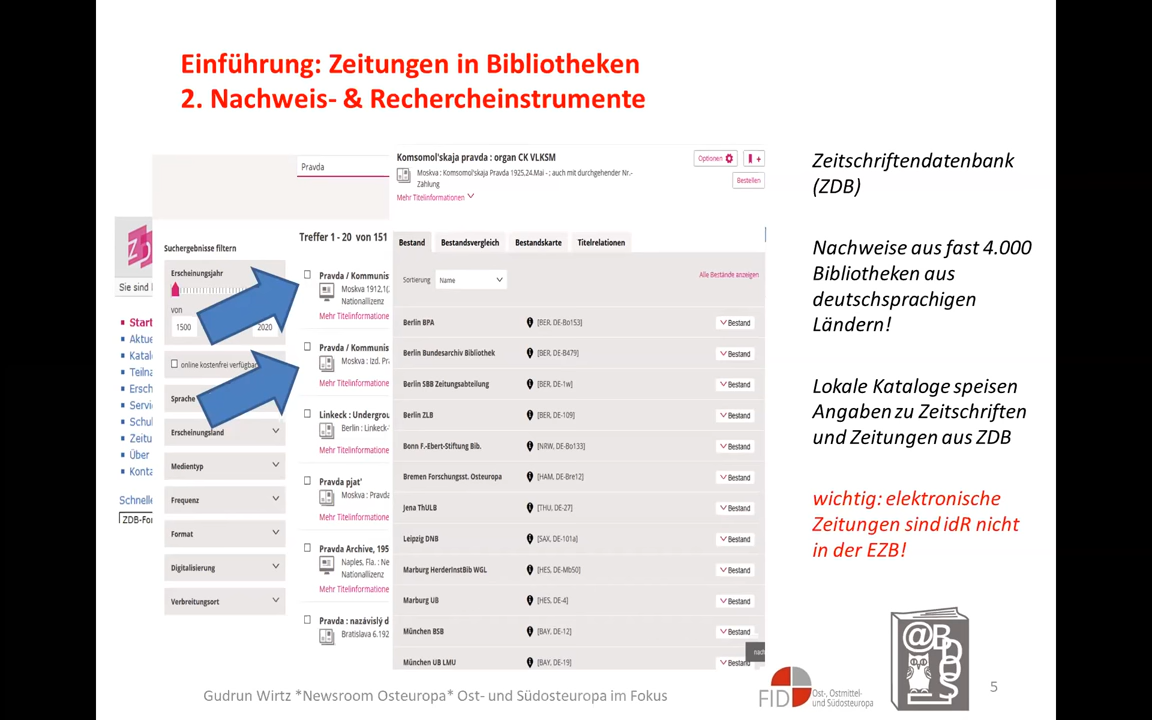 Einführung: Zeitungen in Bibliotheken
2. Nachweis- & Rechercheinstrumente
Zeitschriftendatenbank
(ZDB)
Nachweise aus fast 4.000
Bibliotheken aus
deutschsprachigen
Ländern!
Lokale Kataloge speisen
Angaben zu Zeitschriften
und Zeitungen aus ZDB
wichtig: elektronische
Zeitungen sind idR nicht
in der EZB!
Sie sind
Start
Schnelle
ZDB-For
Pravda
Suchergebnisse filtern
Erscheinungsjahr
von
1500
2020
online kostenfrei verfügbar
Sprache
Erscheinungsland
Medientyp
Frequenz
Format
Digitalisierung
Verbreitungsort
Treffer 1 - 20 von 151
Pravda / Kommunis
Moskva 1912,1(
Nationallizenz
Mehr Titelinformatione
Pravda / Kommunis
Moskva : Izd. Pr
Mehr Titelinformatione
Linkeck : Undergrou
Berlin : Linkeck-
Mehr Titelinformatione
Pravda pjat'
Moskva : Pravda
Mehr Titelinformatione
Pravda Archive, 195
Naples, Fla. : Ne
Nationallizenz
Mehr Titelinformatione
Pravda : nazávislý d
Bratislava 6.192
Komsomol'skaja pravda : organ CK VLKSM
Moskva : Komsomol'skaja Pravda 1925,24.Mai - ; auch mit durchgehender Nr.-
Zählung
Mehr Titelinformationen
Optionen
Bestellen
Bestand Bestandsvergleich Bestandskarte Titelrelationen
Sortierung Name
Alle Bestände anzeigen
Berlin BPA [BER, DE-Bo153] Bestand
Berlin Bundesarchiv Bibliothek [BER, DE-B479] Bestand
Berlin SBB Zeitungsabteilung [BER, DE-1w] Bestand
Berlin ZLB [BER, DE-109] Bestand
Bonn F.-Ebert-Stiftung Bib. [NRW, DE-Bo133] Bestand
Bremen Forschungsst. Osteuropa [HAM, DE-Bre12] Bestand
Jena ThULB [THU, DE-27] Bestand
Leipzig DNB [SAX, DE-101a] Bestand
Marburg HerderInstBib WGL [HES, DE-Mb50] Bestand
Marburg UB [HES, DE-4] Bestand
München BSB [BAY, DE-12] Bestand
München UB LMU [BAY, DE-19] Bestand
nach
Gudrun Wirtz *Newsroom Osteuropa* Ost- und Südosteuropa im Fokus
FID Ost-, Ostmittel-
und Südosteuropa
@BDOS
5